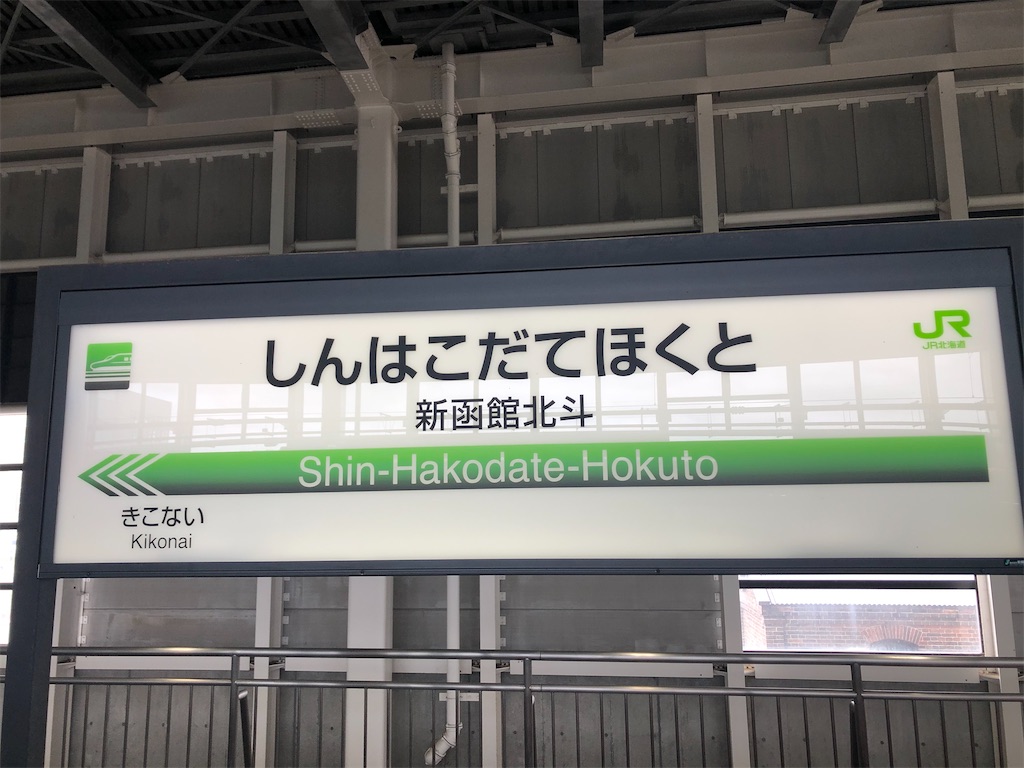 しんはこだてほくと
JR
JR北海道
新函館北斗
Shin-Hakodate-Hokuto
きこない
Kikonai